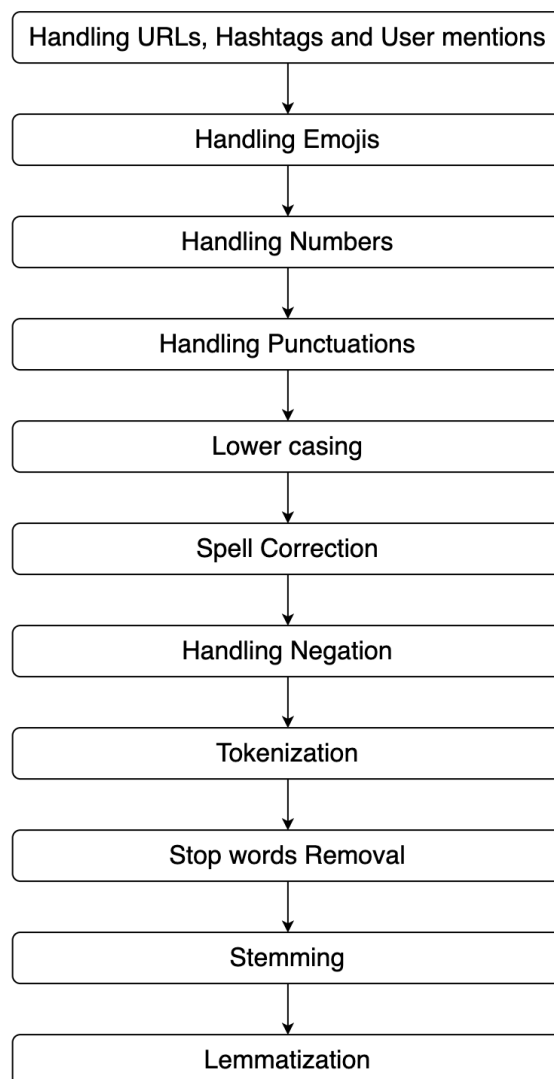 Handling URLs, Hashtags and User mentions
Handling Emojis
Handling Numbers
Handling Punctuations
Lower casing
Spell Correction
Handling Negation
Tokenization
Stop words Removal
Stemming
Lemmatization